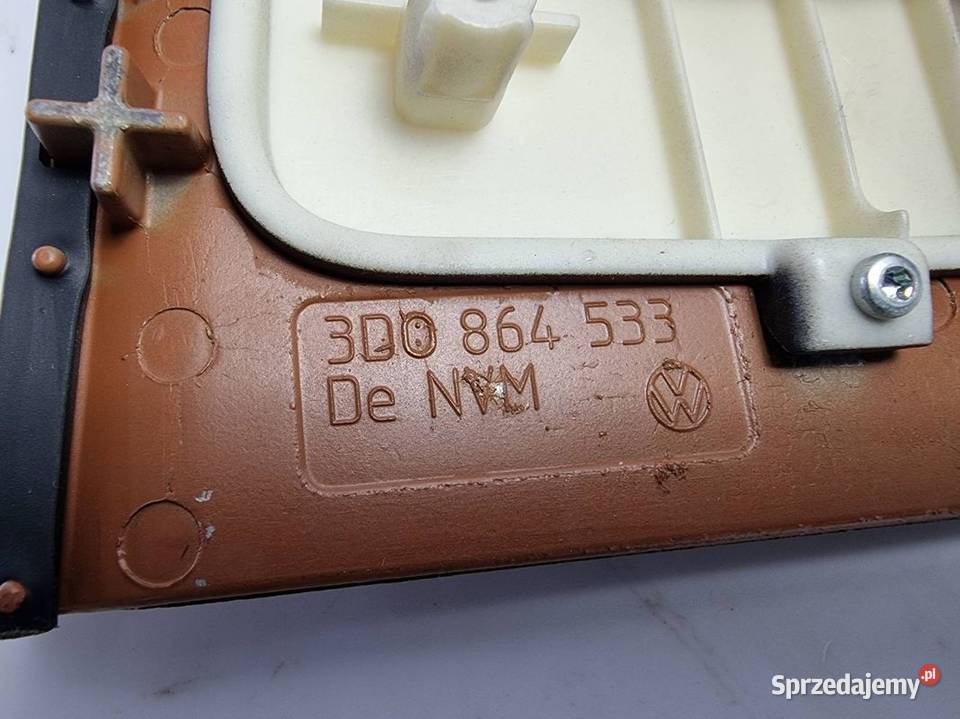 3D0 864 533
De NVM
Sprzedajemy.pl